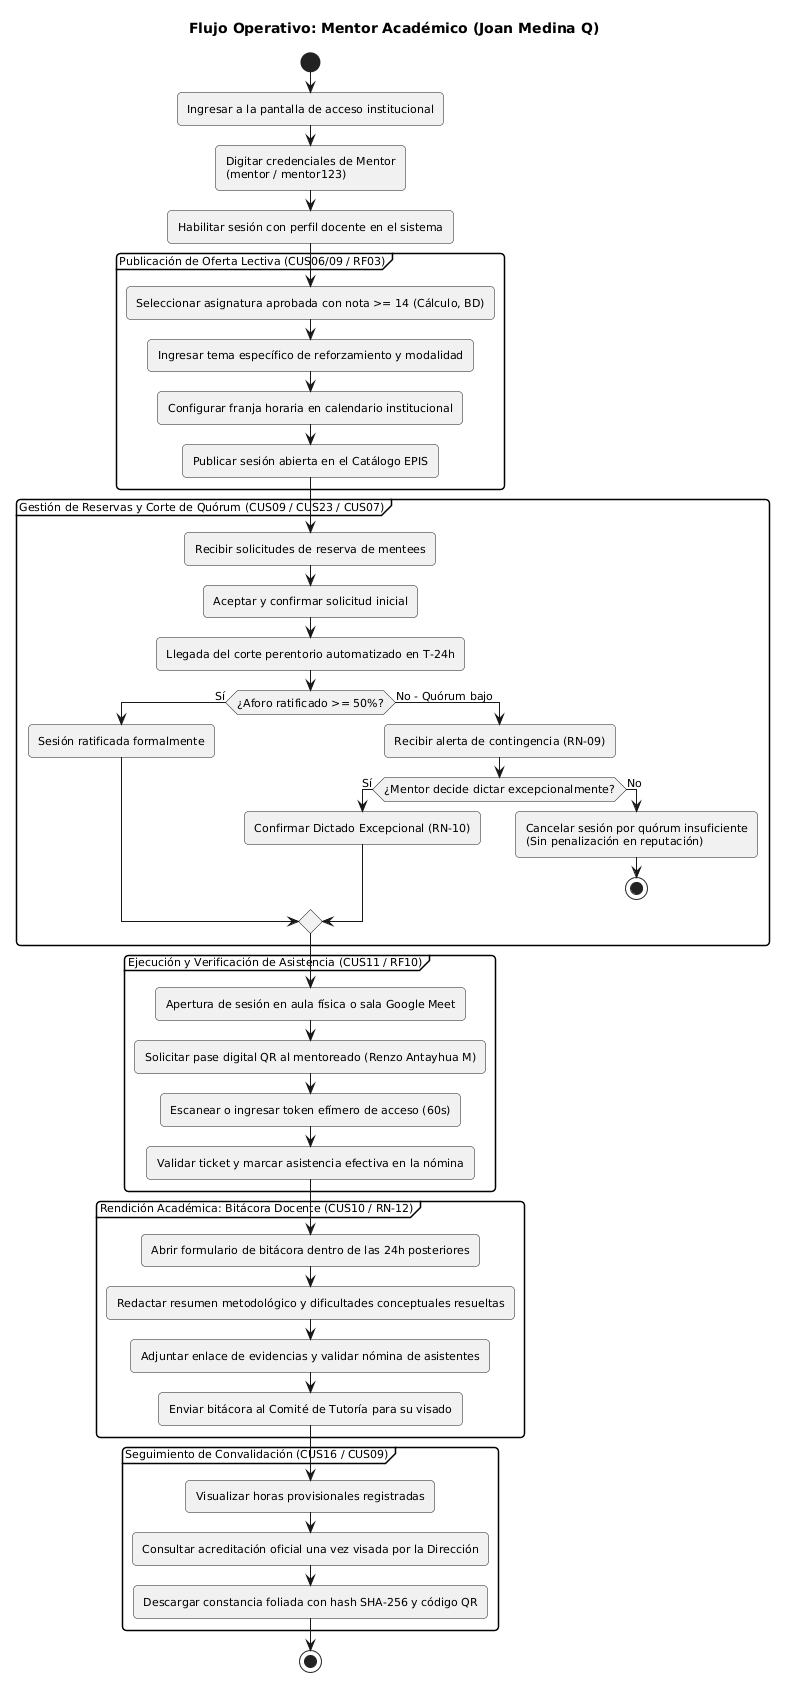 Flujo Operativo: Mentor Académico (Joan Medina Q)
Ingresar a la pantalla de acceso institucional
Digitar credenciales de Mentor
(mentor / mentor123)
Habilitar sesión con perfil docente en el sistema
Publicación de Oferta Lectiva (CUS06/09 / RF03)
Seleccionar asignatura aprobada con nota >= 14 (Cálculo, BD)
Ingresar tema específico de reforzamiento y modalidad
Configurar franja horaria en calendario institucional
Publicar sesión abierta en el Catálogo EPIS
Gestión de Reservas y Corte de Quórum (CUS09 / CUS23 / CUS07)
Recibir solicitudes de reserva de mentees
Aceptar y confirmar solicitud inicial
Llegada del corte perentorio automatizado en T-24h
¿Aforo ratificado >= 50%?
Sí
No - Quórum bajo
Sesión ratificada formalmente
Recibir alerta de contingencia (RN-09)
¿Mentor decide dictar excepcionalmente?
Sí
No
Confirmar Dictado Excepcional (RN-10)
Cancelar sesión por quórum insuficiente
(Sin penalización en reputación)
Ejecución y Verificación de Asistencia (CUS11 / RF10)
Apertura de sesión en aula física o sala Google Meet
Solicitar pase digital QR al mentoreado (Renzo Antayhua M)
Escanear o ingresar token efímero de acceso (60s)
Validar ticket y marcar asistencia efectiva en la nómina
Rendición Académica: Bitácora Docente (CUS10 / RN-12)
Abrir formulario de bitácora dentro de las 24h posteriores
Redactar resumen metodológico y dificultades conceptuales resueltas
Adjuntar enlace de evidencias y validar nómina de asistentes
Enviar bitácora al Comité de Tutoría para su visado
Seguimiento de Convalidación (CUS16 / CUS09)
Visualizar horas provisionales registradas
Consultar acreditación oficial una vez visada por la Dirección
Descargar constancia foliada con hash SHA-256 y código QR